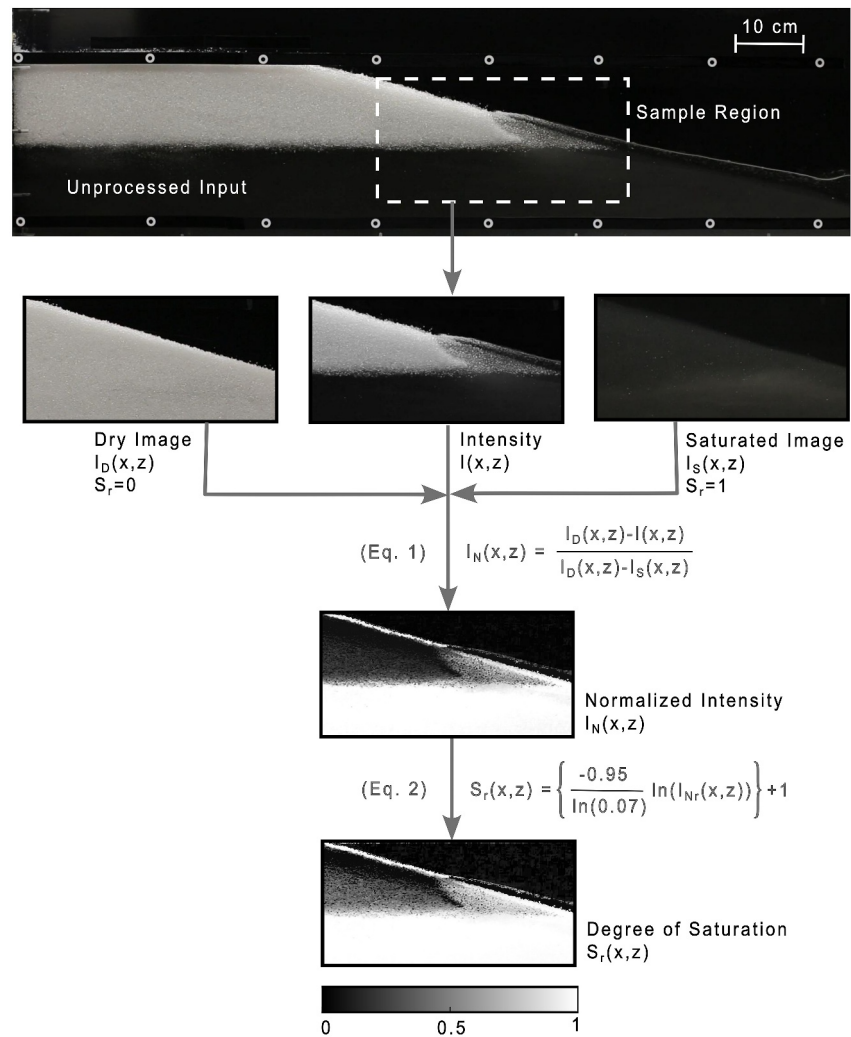 10 cm
Sample Region
Unprocessed Input
Dry Image
I_D(x,z)
S_r=0
Intensity
I(x,z)
Saturated Image
I_S(x,z)
S_r=1
(Eq. 1) I_N(x,z) = I_D(x,z)-I(x,z) / I_D(x,z)-I_S(x,z)
Normalized Intensity
I_N(x,z)
(Eq. 2) S_r(x,z) = { -0.95 / ln(0.07) ln(I_Nr(x,z)) } +1
Degree of Saturation
S_r(x,z)
0 0.5 1